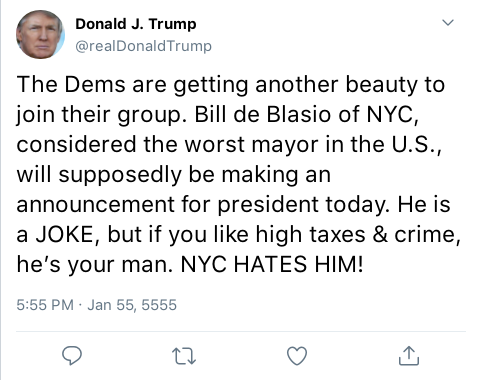 Donald J. Trump
@realDonaldTrump
The Dems are getting another beauty to
join their group. Bill de Blasio of NYC,
considered the worst mayor in the U.S.,
will supposedly be making an
announcement for president today. He is
a JOKE, but if you like high taxes & crime,
he’s your man. NYC HATES HIM!
5:55 PM · Jan 55, 5555